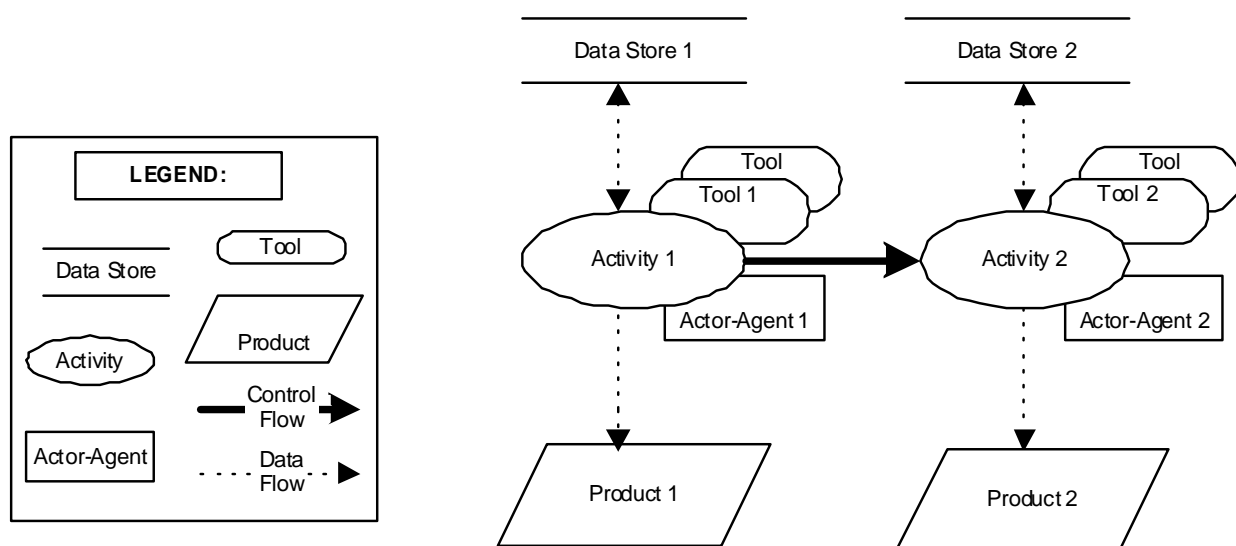 LEGEND:
Tool
Data Store
Product
Activity
Control
Flow
Actor-Agent
Data
Flow
Data Store 1
Data Store 2
Tool
Tool 1
Activity 1
Actor-Agent 1
Tool
Tool 2
Activity 2
Actor-Agent 2
Product 1
Product 2